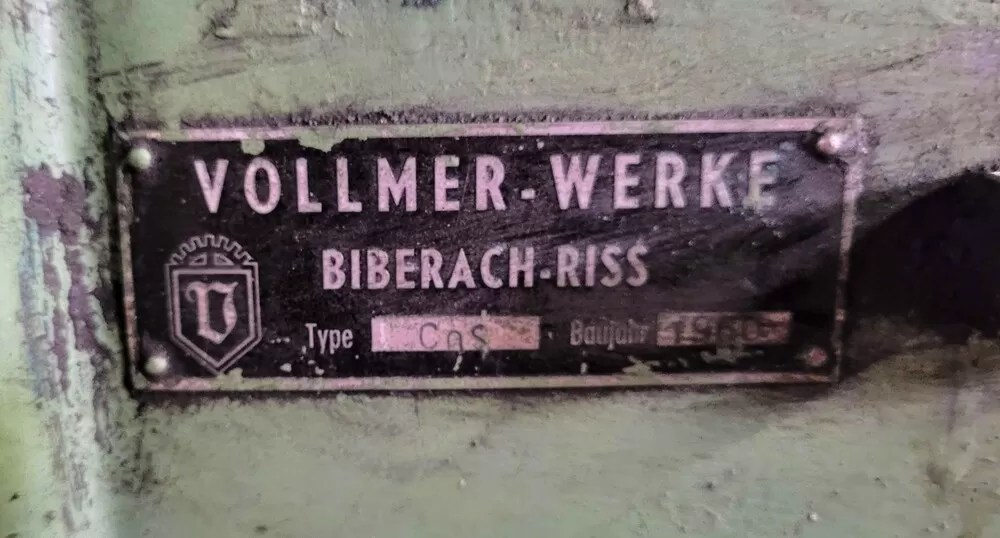 VOLLMER-WERKE
BIBERACH-RISS
V
Type Cns Baujahr